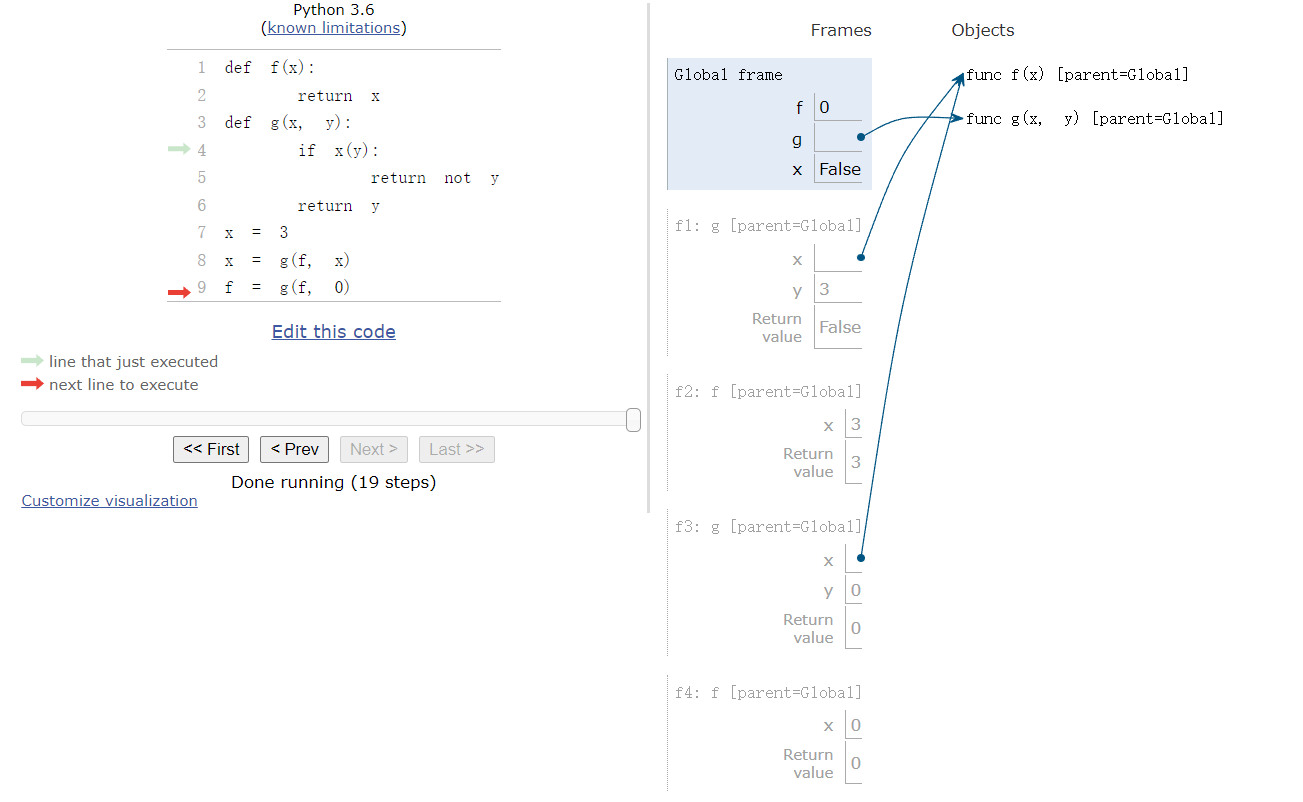 Python 3.6
(known limitations)
1 def f(x):
2 return x
3 def g(x, y):
4 if x(y):
5 return not y
6 return y
7 x = 3
8 x = g(f, x)
9 f = g(f, 0)
Edit this code
line that just executed
next line to execute
<< First < Prev Next > Last >>
Done running (19 steps)
Customize visualization
Frames Objects
Global frame
f 0
g
x False
func f(x) [parent=Global]
func g(x, y) [parent=Global]
f1: g [parent=Global]
x
y 3
Return
value False
f2: f [parent=Global]
x 3
Return
value 3
f3: g [parent=Global]
x
y 0
Return
value 0
f4: f [parent=Global]
x 0
Return
value 0